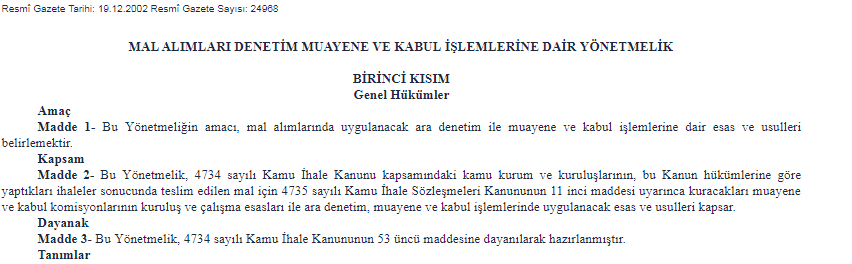 Resmî Gazete Tarihi: 19.12.2002 Resmî Gazete Sayısı: 24968
MAL ALIMLARI DENETİM MUAYENE VE KABUL İŞLEMLERİNE DAİR YÖNETMELİK
BİRİNCİ KISIM
Genel Hükümler
Amaç
Madde 1- Bu Yönetmeliğin amacı, mal alımlarında uygulanacak ara denetim ile muayene ve kabul işlemlerine dair esas ve usulleri
belirlemektir.
Kapsam
Madde 2- Bu Yönetmelik, 4734 sayılı Kamu İhale Kanunu kapsamındaki kamu kurum ve kuruluşlarının, bu Kanun hükümlerine göre
yaptıkları ihaleler sonucunda teslim edilen mal için 4735 sayılı Kamu İhale Sözleşmeleri Kanununun 11 inci maddesi uyarınca kuracakları muayene
ve kabul komisyonlarının kuruluş ve çalışma esasları ile ara denetim, muayene ve kabul işlemlerinde uygulanacak esas ve usulleri kapsar.
Dayanak
Madde 3- Bu Yönetmelik, 4734 sayılı Kamu İhale Kanununun 53 üncü maddesine dayanılarak hazırlanmıştır.
Tanımlar